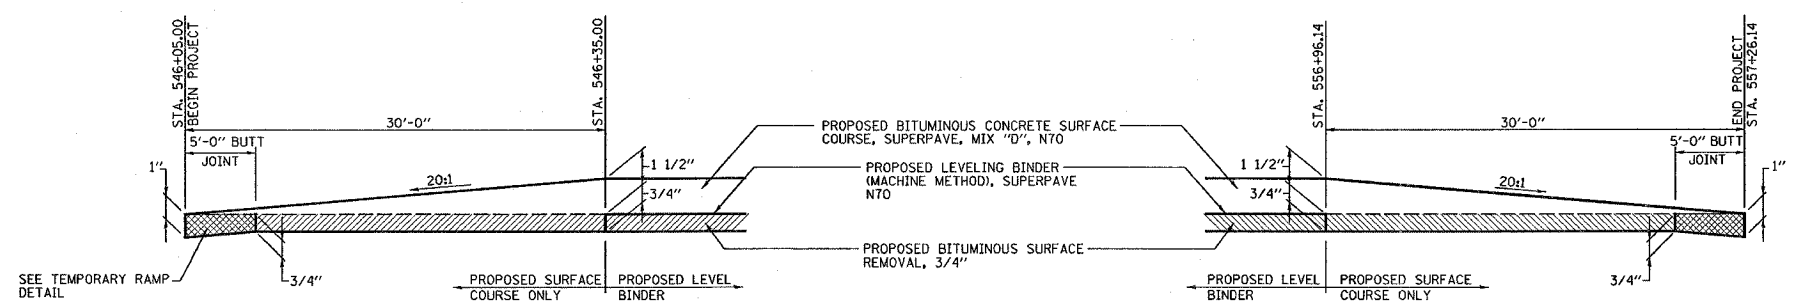 STA. 546+05.00
BEGIN PROJECT
30'-0"
STA. 546+35.00
5'-0" BUTT
JOINT
1"
20:1
1 1/2"
3/4"
3/4"
SEE TEMPORARY RAMP
DETAIL
PROPOSED SURFACE
COURSE ONLY
PROPOSED LEVEL
BINDER
PROPOSED BITUMINOUS CONCRETE SURFACE
COURSE, SUPERPAVE, MIX "D", N70
PROPOSED LEVELING BINDER
(MACHINE METHOD), SUPERPAVE
N70
PROPOSED BITUMINOUS SURFACE
REMOVAL, 3/4"
STA. 556+96.14
30'-0"
END PROJECT
STA. 557+26.14
5'-0" BUTT
JOINT
1"
20:1
1 1/2"
3/4"
3/4"
PROPOSED LEVEL
BINDER
PROPOSED SURFACE
COURSE ONLY